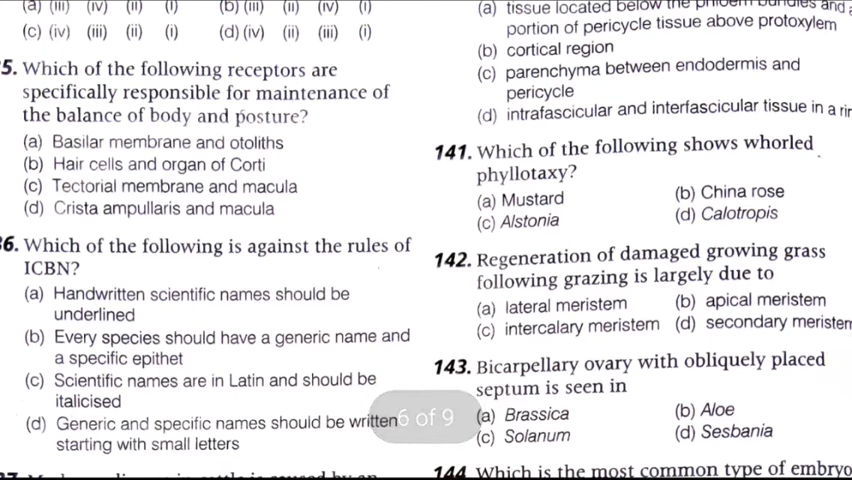 (a) (iii) (iv) (ii) (i) (b) (iii) (ii) (iv) (i)
(c) (iv) (iii) (ii) (i) (d) (iv) (ii) (iii) (i)
5. Which of the following receptors are
specifically responsible for maintenance of
the balance of body and posture?
(a) Basilar membrane and otoliths
(b) Hair cells and organ of Corti
(c) Tectorial membrane and macula
(d) Crista ampullaris and macula
36. Which of the following is against the rules of
ICBN?
(a) Handwritten scientific names should be
underlined
(b) Every species should have a generic name and
a specific epithet
(c) Scientific names are in Latin and should be
italicised
(d) Generic and specific names should be written
starting with small letters
(a) tissue located below the phloem bundles and
portion of pericycle tissue above protoxylem
(b) cortical region
(c) parenchyma between endodermis and
pericycle
(d) intrafascicular and interfascicular tissue in a
141. Which of the following shows whorled
phyllotaxy?
(a) Mustard (b) China rose
(c) Alstonia (d) Calotropis
142. Regeneration of damaged growing grass
following grazing is largely due to
(a) lateral meristem (b) apical meristem
(c) intercalary meristem (d) secondary meristem
143. Bicarpellary ovary with obliquely placed
septum is seen in
(a) Brassica (b) Aloe
(c) Solanum (d) Sesbania
144. Which is the most common type of embryo
6 of 9